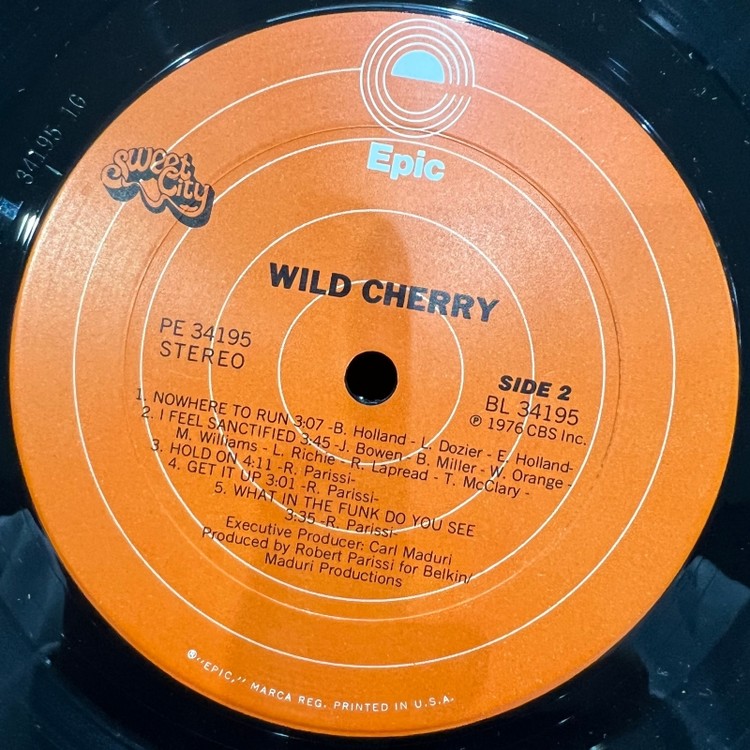 34195 1G
Sweet
City
Epic
WILD CHERRY
PE 34195
STEREO
SIDE 2
BL 34195
℗ 1976 CBS Inc.
1. NOWHERE TO RUN 3:07 -B. Holland - L. Dozier - E. Holland-
2. I FEEL SANCTIFIED 3:45 -J. Bowen- B. Miller - W. Orange -
M. Williams - L. Richie - R. Lapread - T. McClary -
3. HOLD ON 4:11 -R. Parissi-
4. GET IT UP 3:01 -R. Parissi-
5. WHAT IN THE FUNK DO YOU SEE
3:35 -R. Parissi-
Executive Producer: Carl Maduri
Produced by Robert Parissi for Belkin/
Maduri Productions
®"EPIC," MARCA REG. PRINTED IN U.S.A.